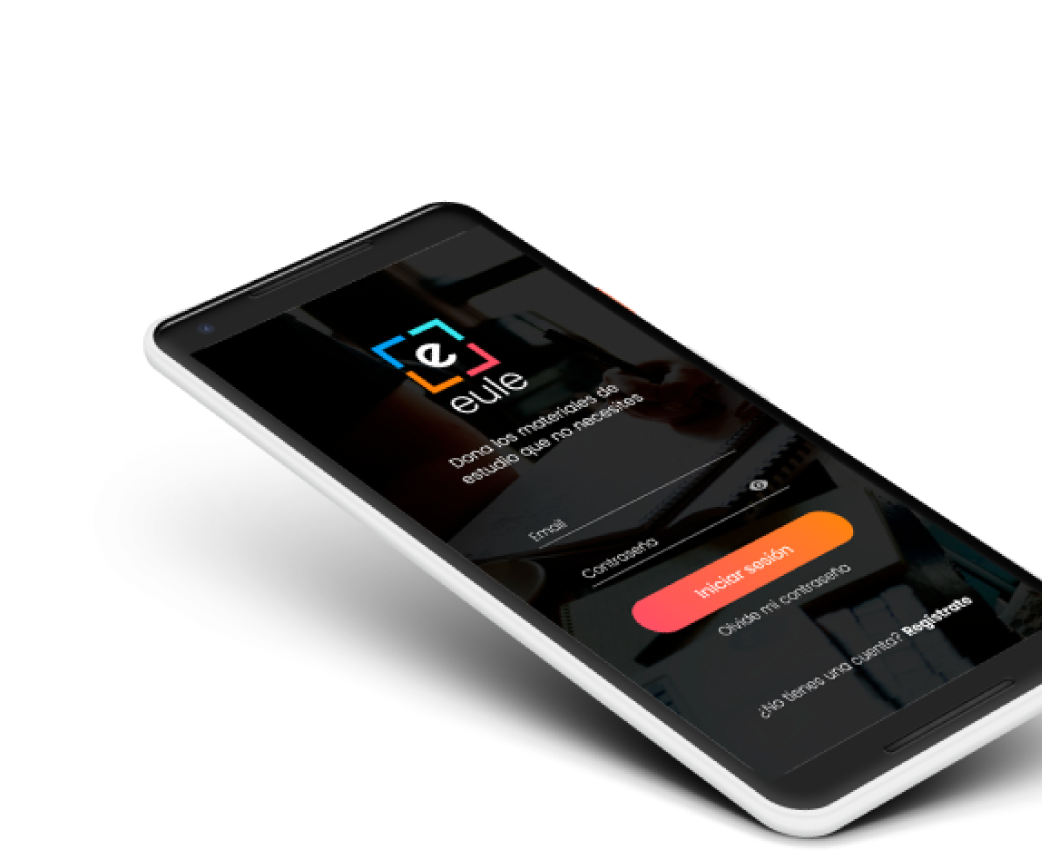 e
eule
Dona los materiales de
estudio que no necesites
Email
Contraseña
Iniciar sesión
Olvide mi contraseña
¿No tienes una cuenta? Registrate